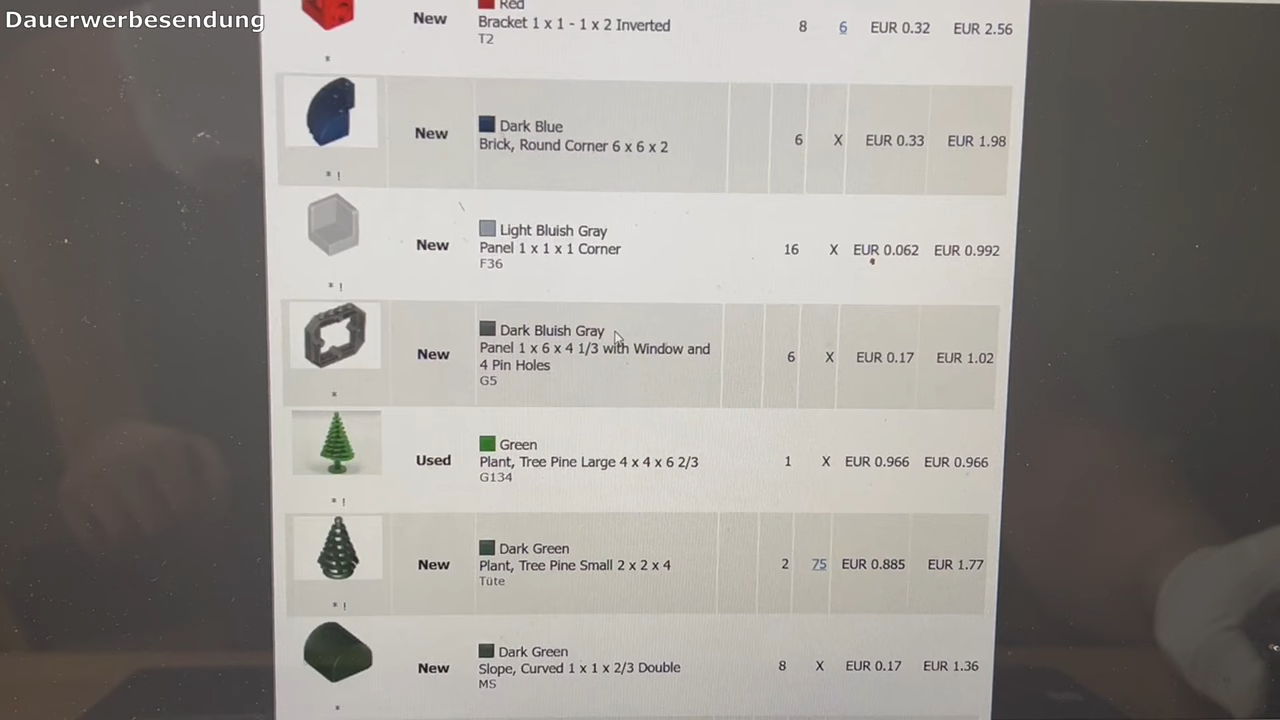 Dauerwerbesendung
Red
New Bracket 1 x 1 - 1 x 2 Inverted 8 6 EUR 0.32 EUR 2.56
T2
*
Dark Blue
New Brick, Round Corner 6 x 6 x 2 6 X EUR 0.33 EUR 1.98
* !
Light Bluish Gray
New Panel 1 x 1 x 1 Corner 16 X EUR 0.062 EUR 0.992
F36
* !
Dark Bluish Gray
New Panel 1 x 6 x 4 1/3 with Window and 6 X EUR 0.17 EUR 1.02
4 Pin Holes
G5
*
Green
Used Plant, Tree Pine Large 4 x 4 x 6 2/3 1 X EUR 0.966 EUR 0.966
G134
* !
Dark Green
New Plant, Tree Pine Small 2 x 2 x 4 2 75 EUR 0.885 EUR 1.77
Tüte
* !
Dark Green
New Slope, Curved 1 x 1 x 2/3 Double 8 X EUR 0.17 EUR 1.36
M5
*